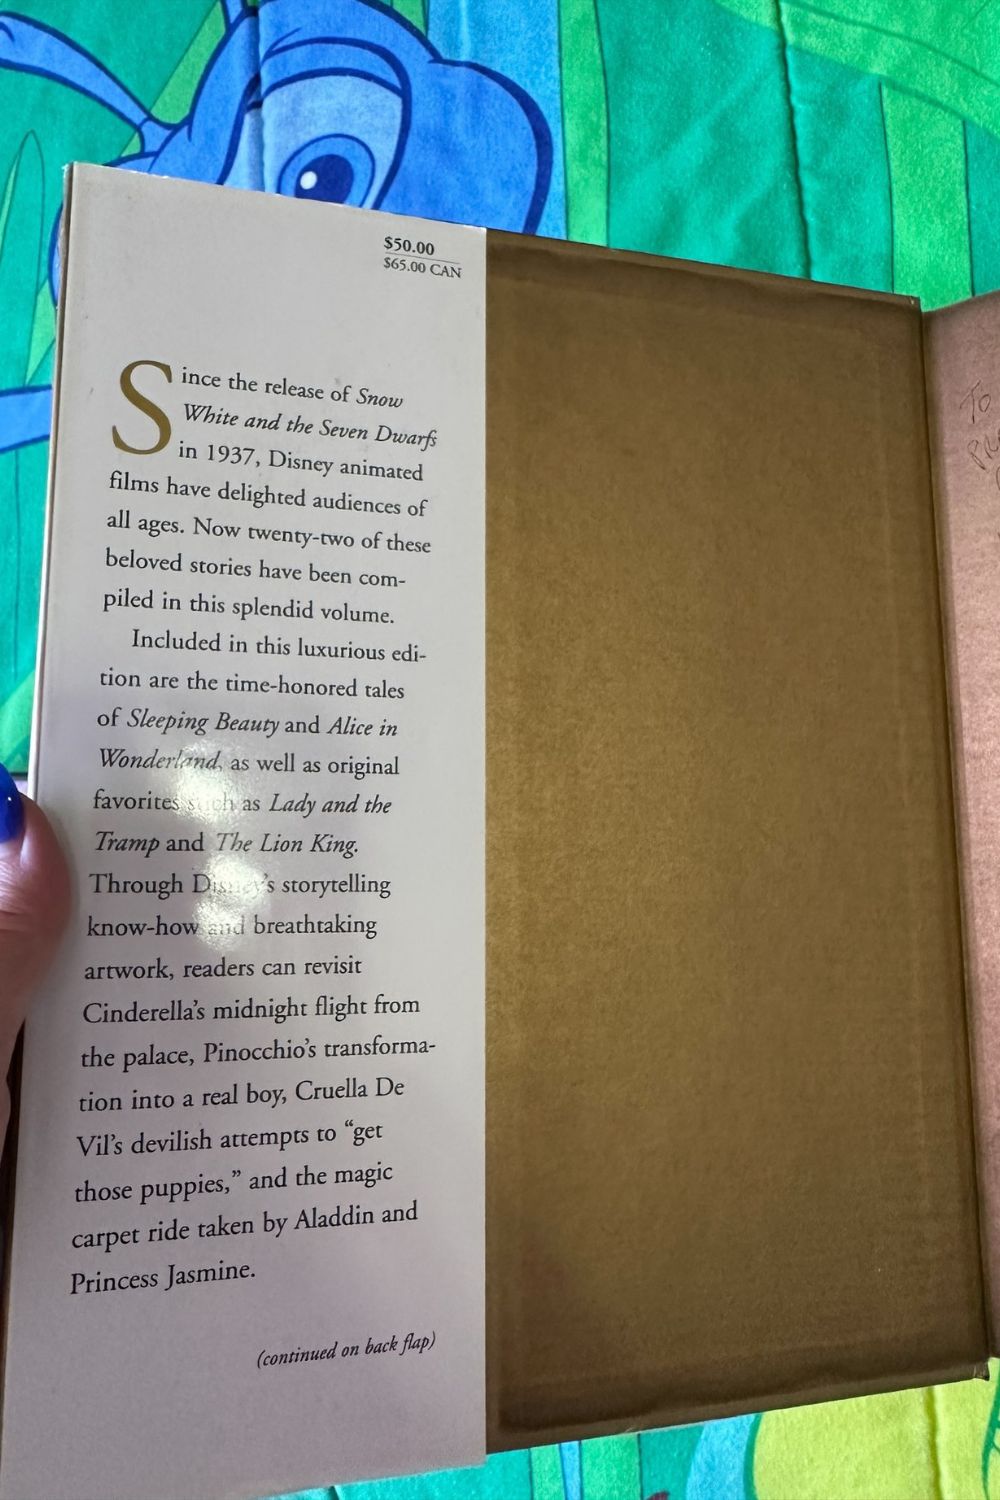 $50.00
$65.00 CAN
Since the release of Snow
White and the Seven Dwarfs
in 1937, Disney animated
films have delighted audiences of
all ages. Now twenty-two of these
beloved stories have been com-
piled in this splendid volume.
Included in this luxurious edi-
tion are the time-honored tales
of Sleeping Beauty and Alice in
Wonderland, as well as original
favorites such as Lady and the
Tramp and The Lion King.
Through Disney's storytelling
know-how and breathtaking
artwork, readers can revisit
Cinderella's midnight flight from
the palace, Pinocchio's transforma-
tion into a real boy, Cruella De
Vil's devilish attempts to “get
those puppies,” and the magic
carpet ride taken by Aladdin and
Princess Jasmine.
(continued on back flap)
To